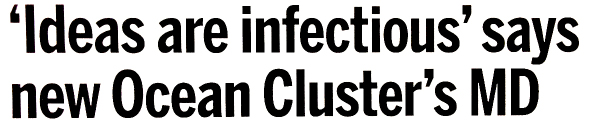 ‘Ideas are infectious’ says
new Ocean Cluster’s MD